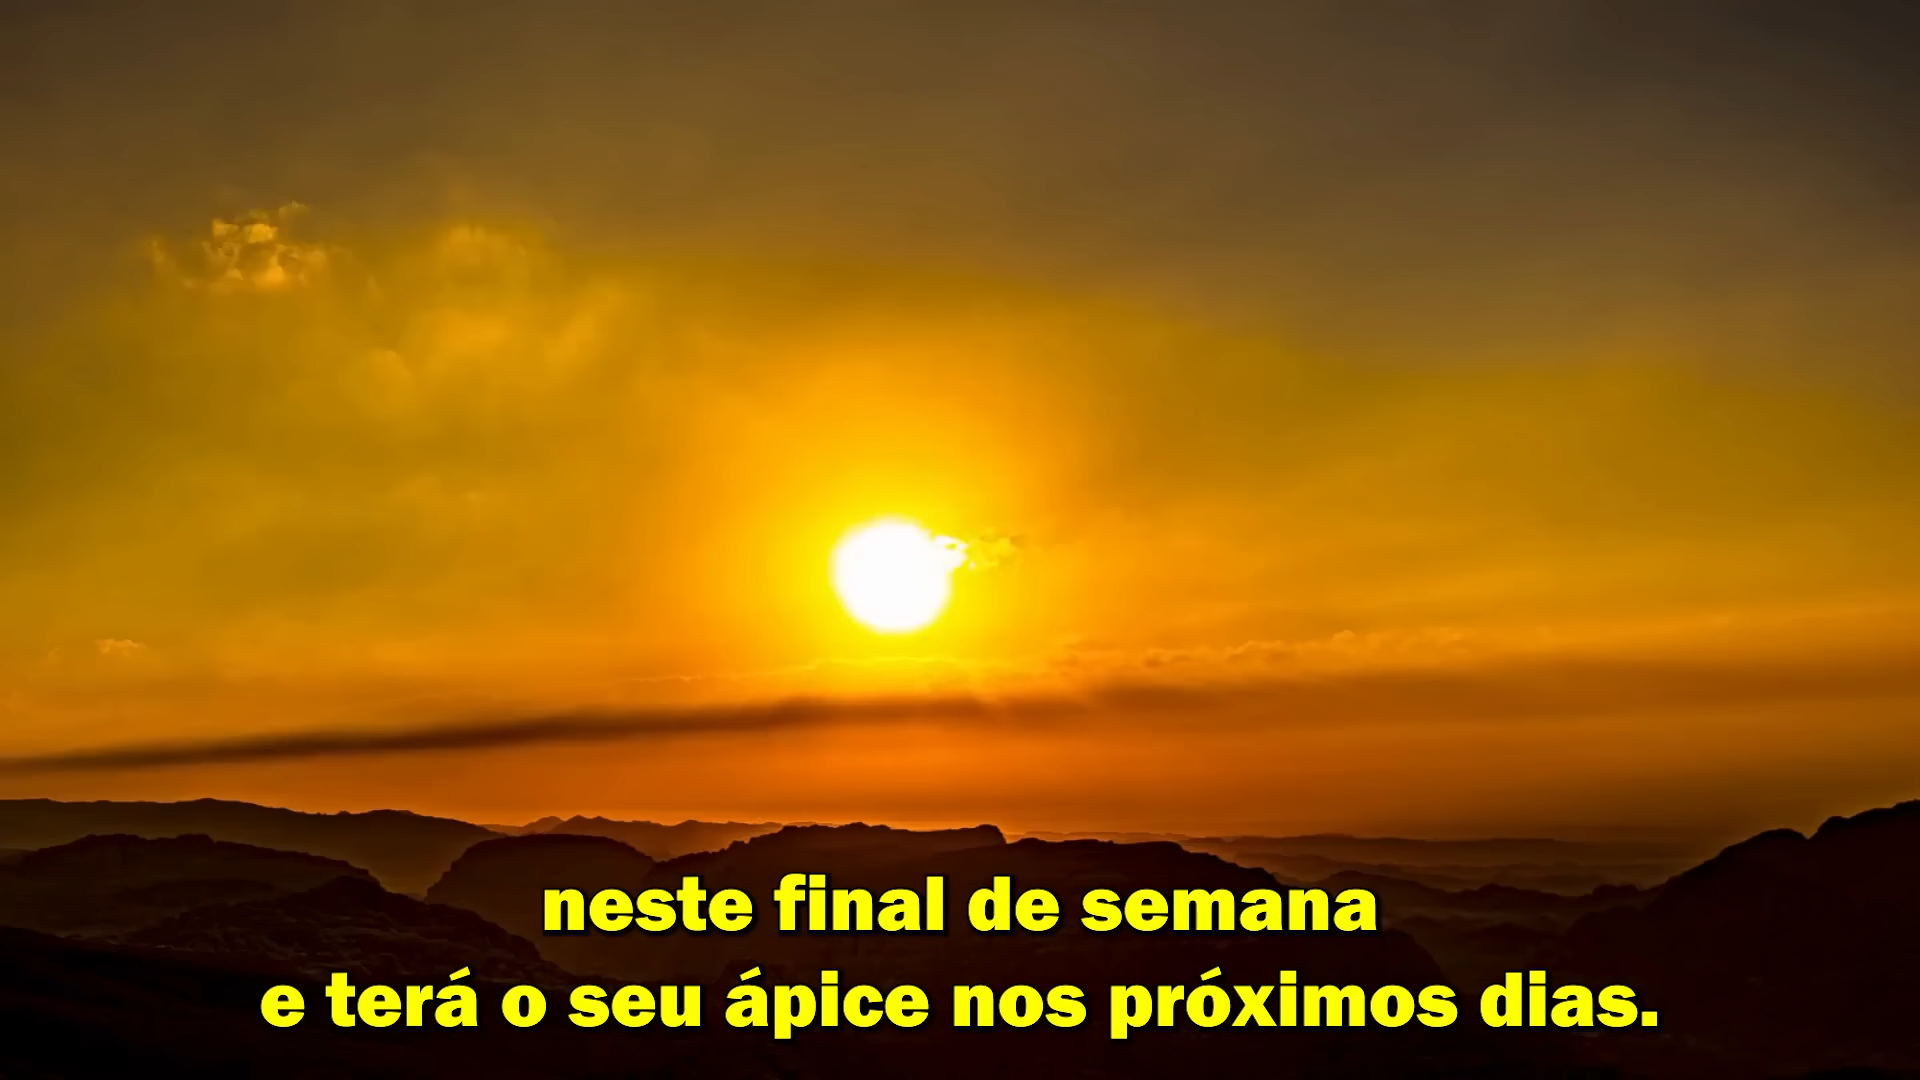 neste final de semana
e terá o seu ápice nos próximos dias.